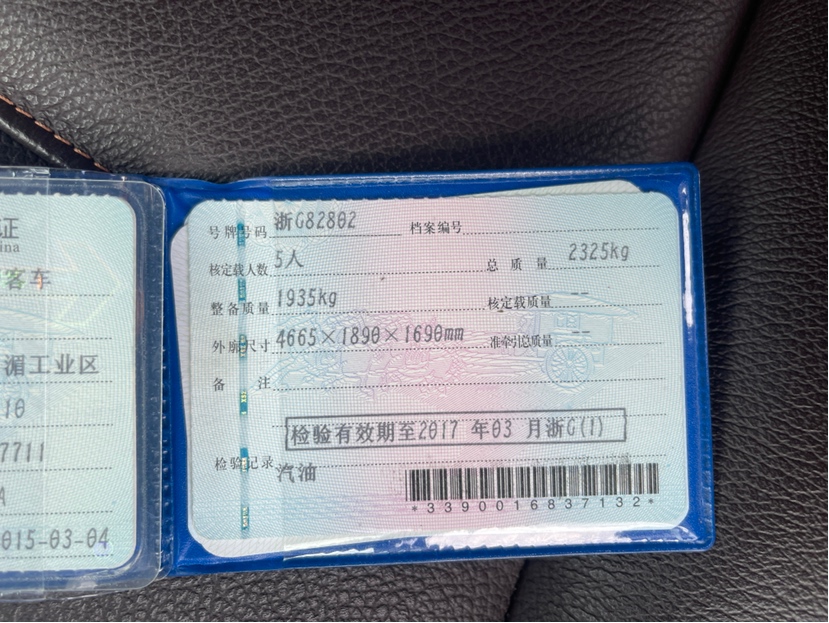 证
ina
客车
湄工业区
10
7711
A
015-03-04
号牌号码 浙G82802 档案编号
核定载人数 5人 总质量 2325kg
整备质量 1935kg 核定载质量 --
外廓尺寸 4665×1890×1690mm 准牵引总质量 --
备注
检验有效期至2017年03月浙G(1)
检验记录 汽油
*3390016837132*